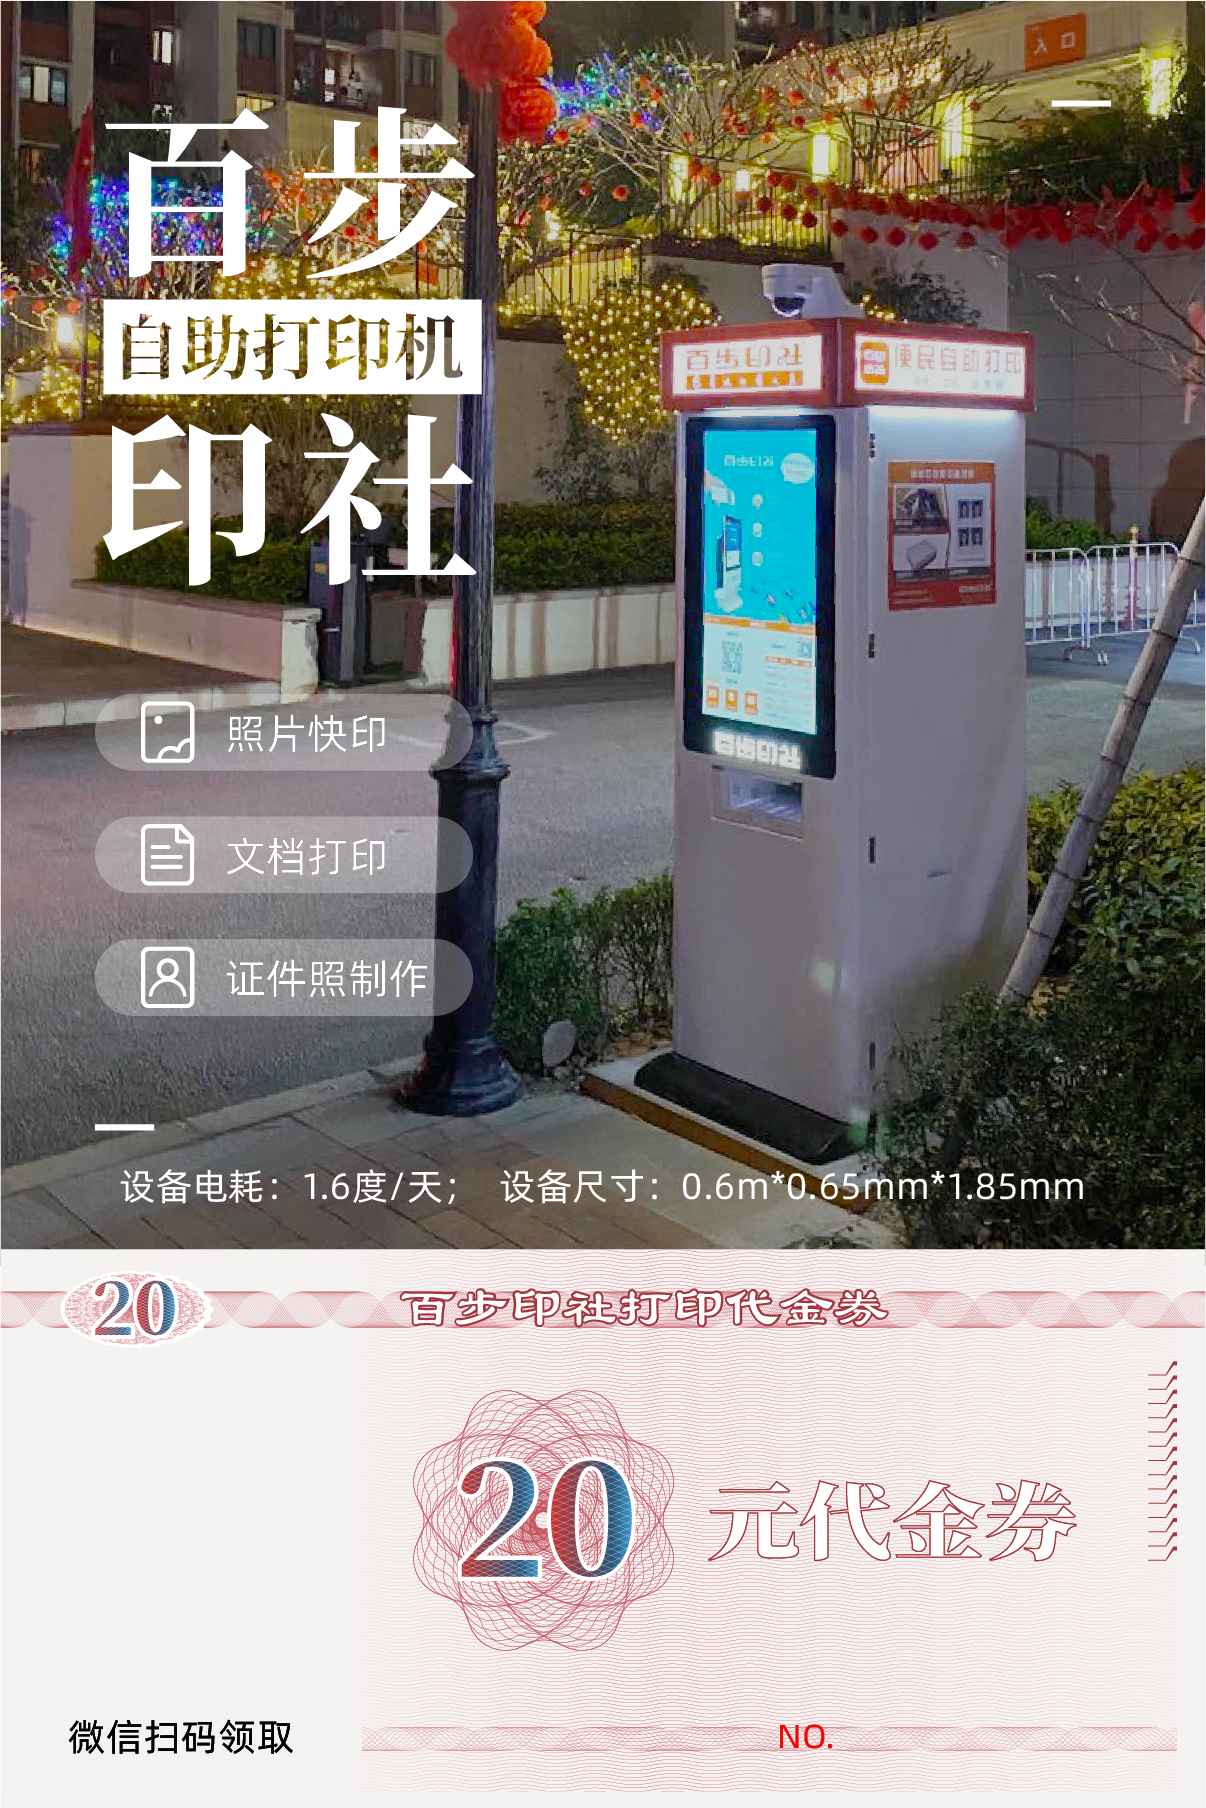 入口
百步
自助打印机
印社
百步印社
便民自助打印
百步印社
百步印社
照片快印
文档打印
证件照制作
设备电耗：1.6度/天；  设备尺寸：0.6m*0.65mm*1.85mm
20
百步印社打印代金券
20
元代金券
微信扫码领取
NO.